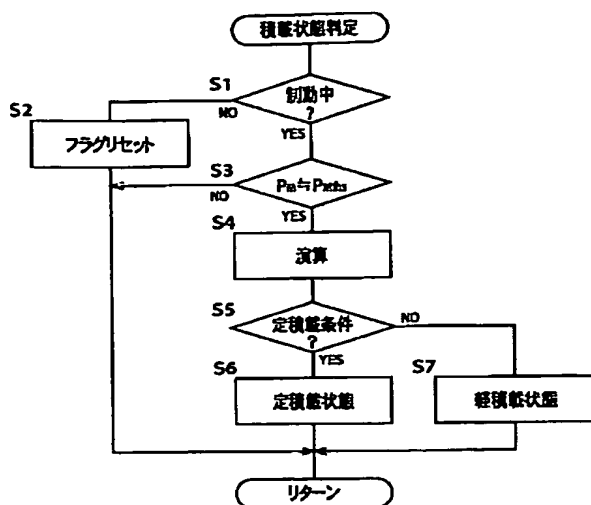 積載状態判定
S1
制動中
?
NO
YES
S2
フラグリセット
S3
NO
YES
S4
演算
S5
定積載条件
?
NO
YES
S6
定積載状態
S7
軽積載状態
リターン